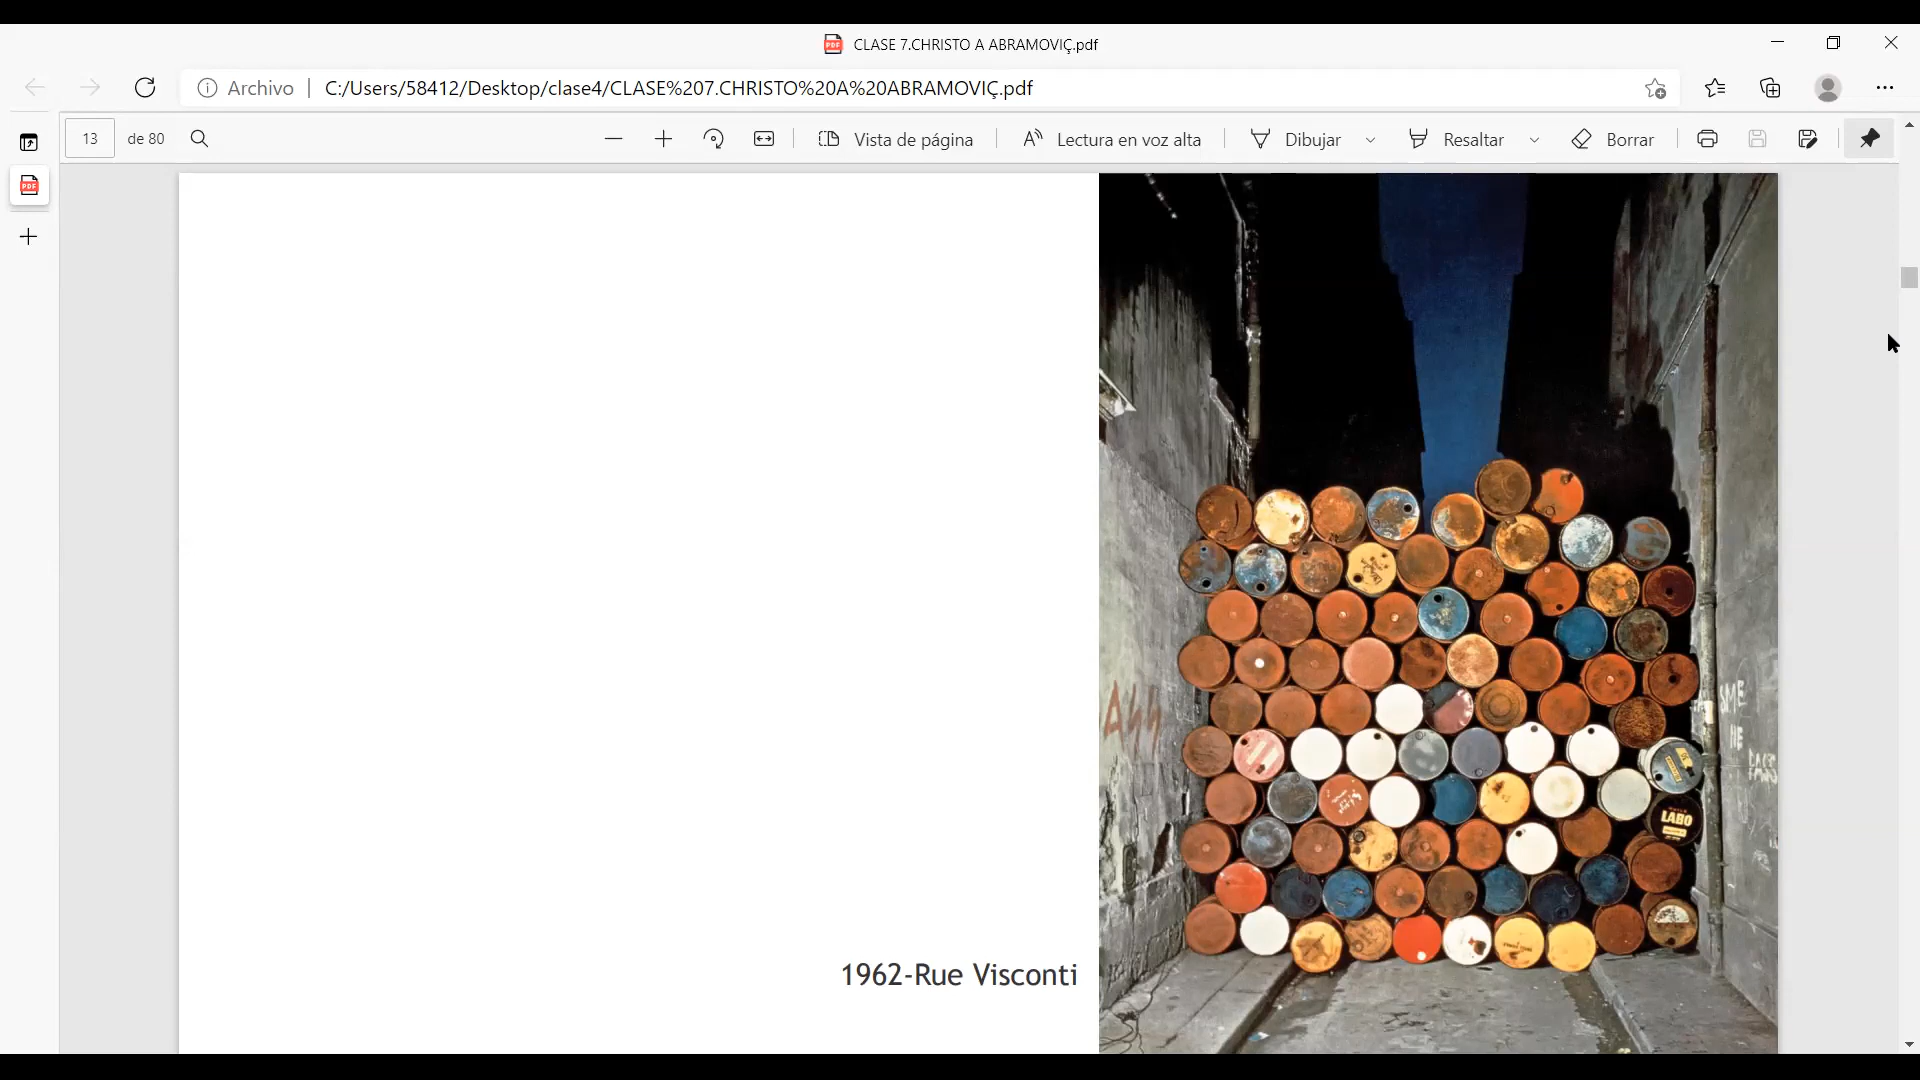 CLASE 7.CHRISTO A ABRAMOVIÇ.pdf
Archivo | C:/Users/58412/Desktop/clase4/CLASE%207.CHRISTO%20A%20ABRAMOVIÇ.pdf
13 de 80 Vista de página Lectura en voz alta Dibujar Resaltar Borrar
LABO
1962-Rue Visconti